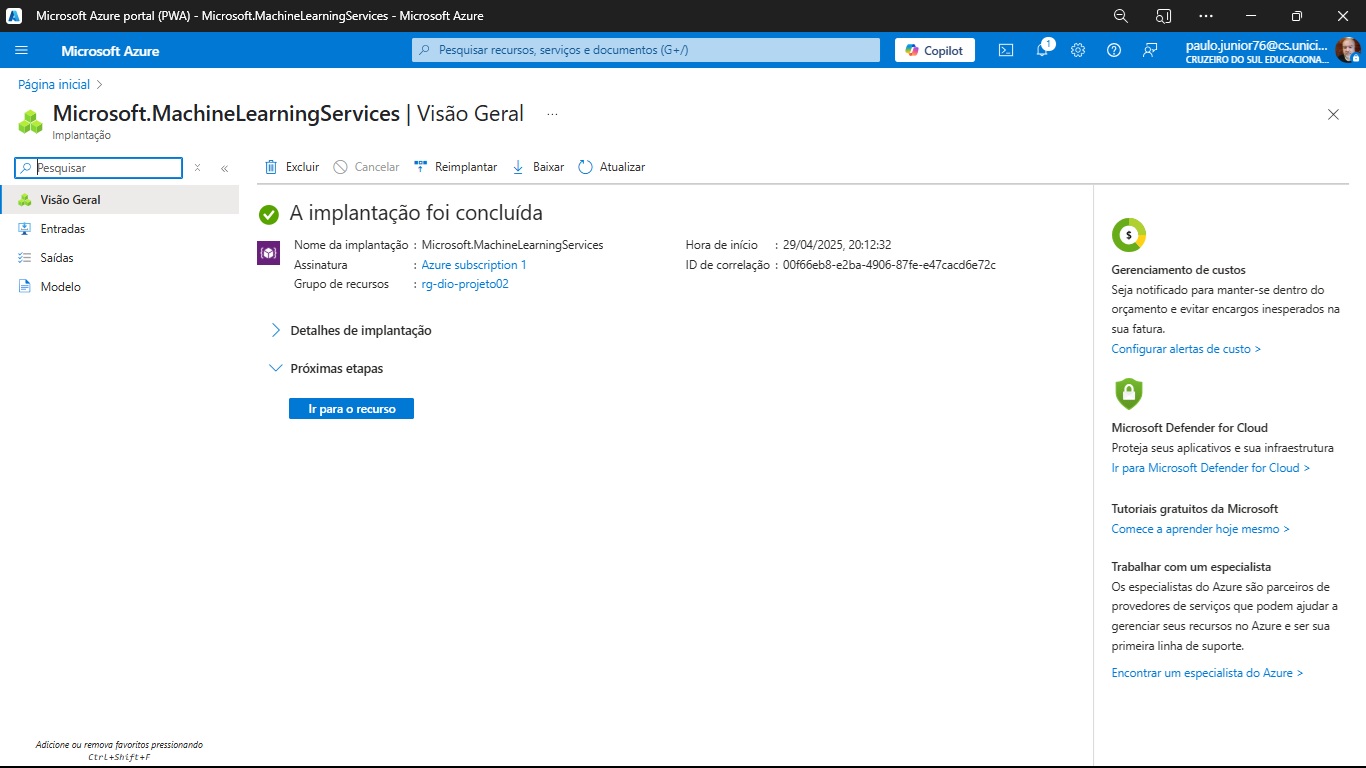 Microsoft Azure portal (PWA) - Microsoft.MachineLearningServices - Microsoft Azure
Microsoft Azure
Pesquisar recursos, serviços e documentos (G+/)
Copilot
1
paulo.junior76@cs.unici...
CRUZEIRO DO SUL EDUCACIONA...
Página inicial >
Microsoft.MachineLearningServices | Visão Geral ...
Implantação
Pesquisar
Visão Geral
Entradas
Saídas
Modelo
Adicione ou remova favoritos pressionando
Ctrl+Shift+F
Excluir Cancelar Reimplantar Baixar Atualizar
A implantação foi concluída
Nome da implantação : Microsoft.MachineLearningServices
Assinatura : Azure subscription 1
Grupo de recursos : rg-dio-projeto02
Hora de início : 29/04/2025, 20:12:32
ID de correlação : 00f66eb8-e2ba-4906-87fe-e47cacd6e72c
Detalhes de implantação
Próximas etapas
Ir para o recurso
$
Gerenciamento de custos
Seja notificado para manter-se dentro do
orçamento e evitar encargos inesperados na
sua fatura.
Configurar alertas de custo >
Microsoft Defender for Cloud
Proteja seus aplicativos e sua infraestrutura
Ir para Microsoft Defender for Cloud >
Tutoriais gratuitos da Microsoft
Comece a aprender hoje mesmo >
Trabalhar com um especialista
Os especialistas do Azure são parceiros de
provedores de serviços que podem ajudar a
gerenciar seus recursos no Azure e ser sua
primeira linha de suporte.
Encontrar um especialista do Azure >